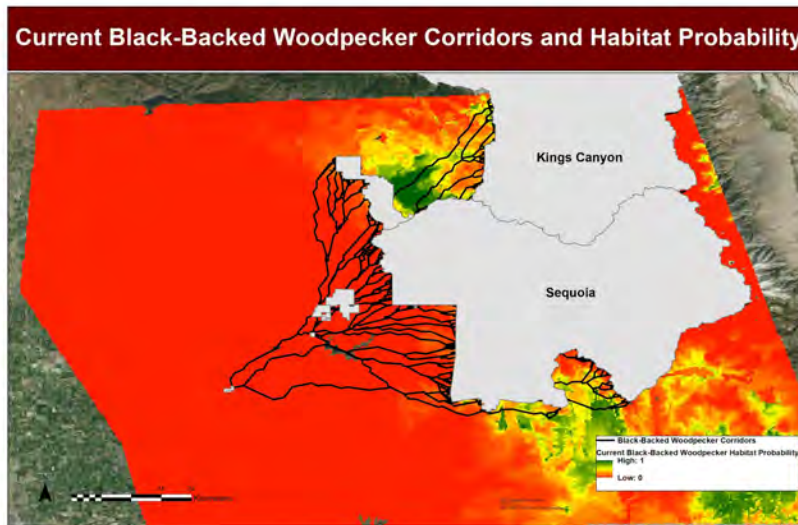 Current Black-Backed Woodpecker Corridors and Habitat Probability
Kings Canyon
Sequoia
Black-Backed Woodpecker Corridors
Current Black-Backed Woodpecker Habitat Probability
High: 1
Low: 0
Kilometers